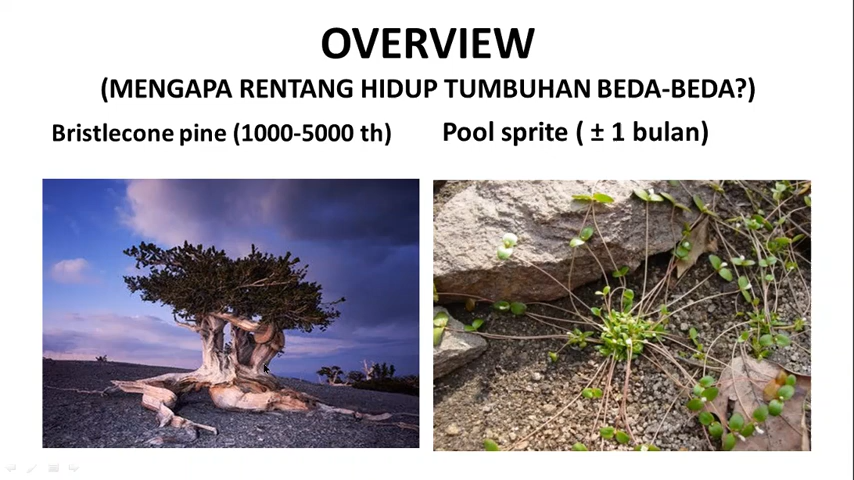 OVERVIEW
(MENGAPA RENTANG HIDUP TUMBUHAN BEDA-BEDA?)
Bristlecone pine (1000-5000 th)
Pool sprite ( ± 1 bulan)